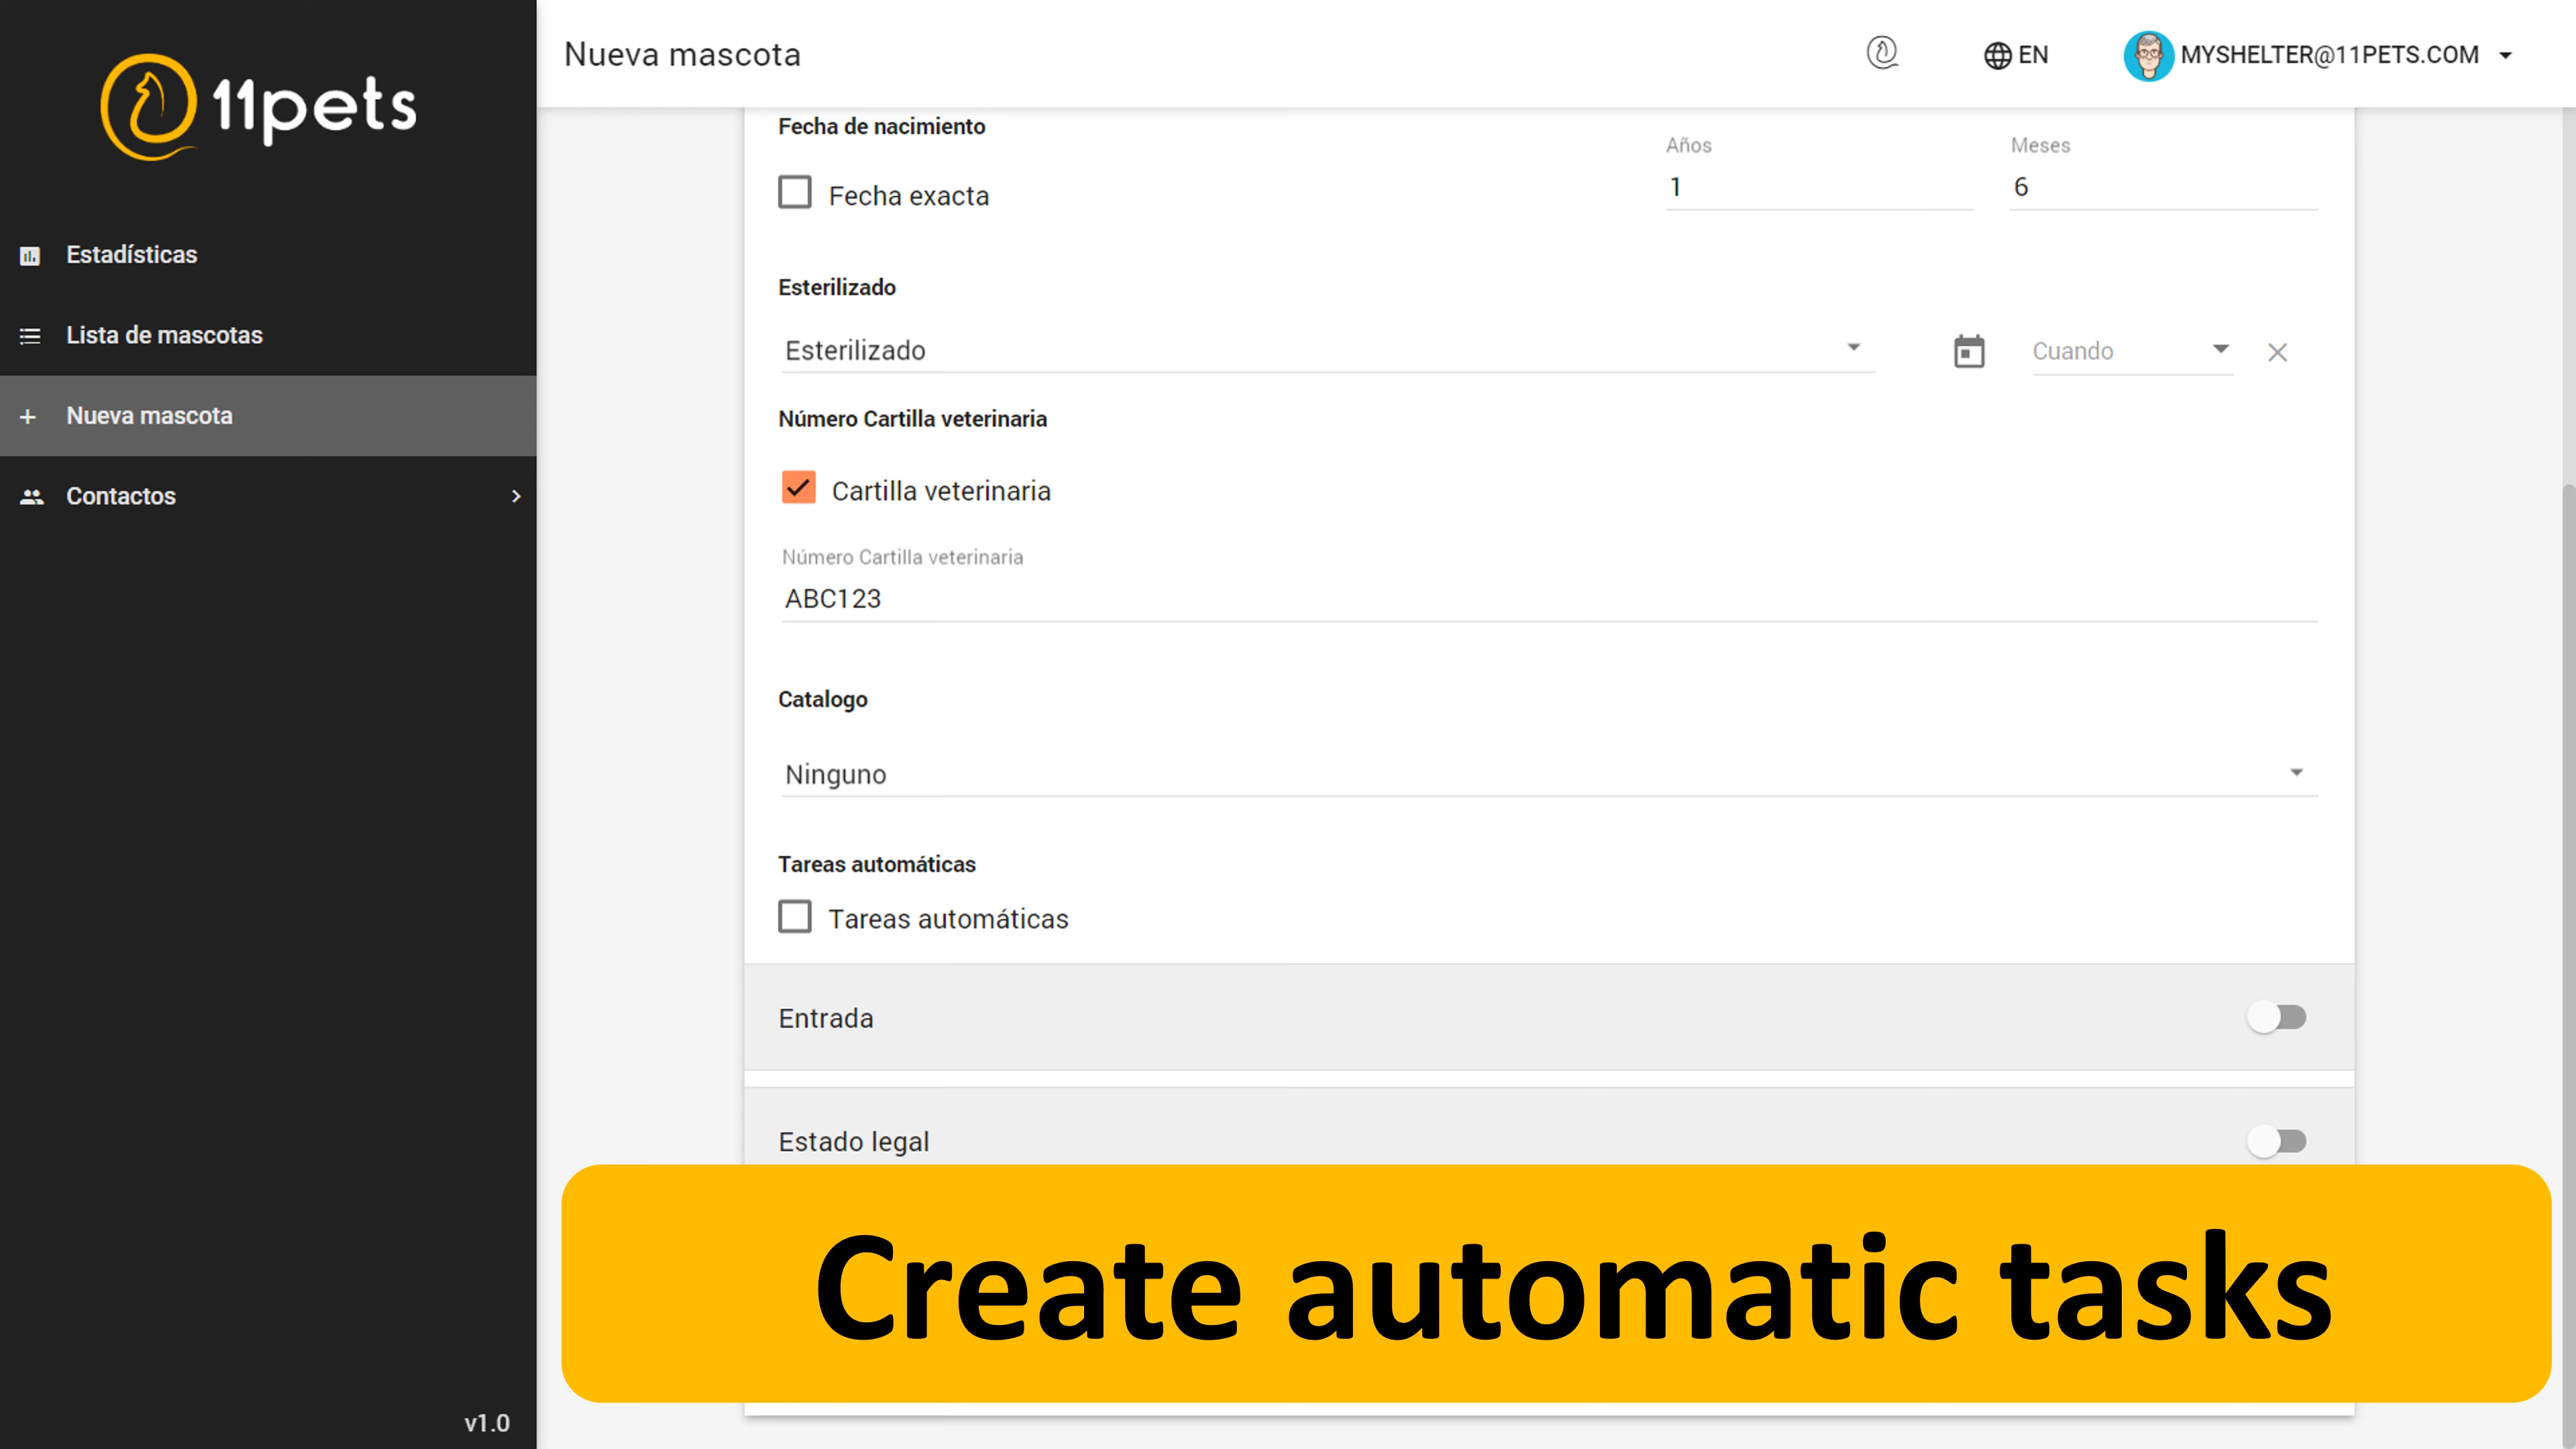 11pets
Nueva mascota
EN
MYSHELTER@11PETS.COM
Estadísticas
Lista de mascotas
Nueva mascota
Contactos
v1.0
Fecha de nacimiento
Fecha exacta
Años
1
Meses
6
Esterilizado
Esterilizado
Cuando
Número Cartilla veterinaria
Cartilla veterinaria
Número Cartilla veterinaria
ABC123
Catalogo
Ninguno
Tareas automáticas
Tareas automáticas
Entrada
Estado legal
Create automatic tasks